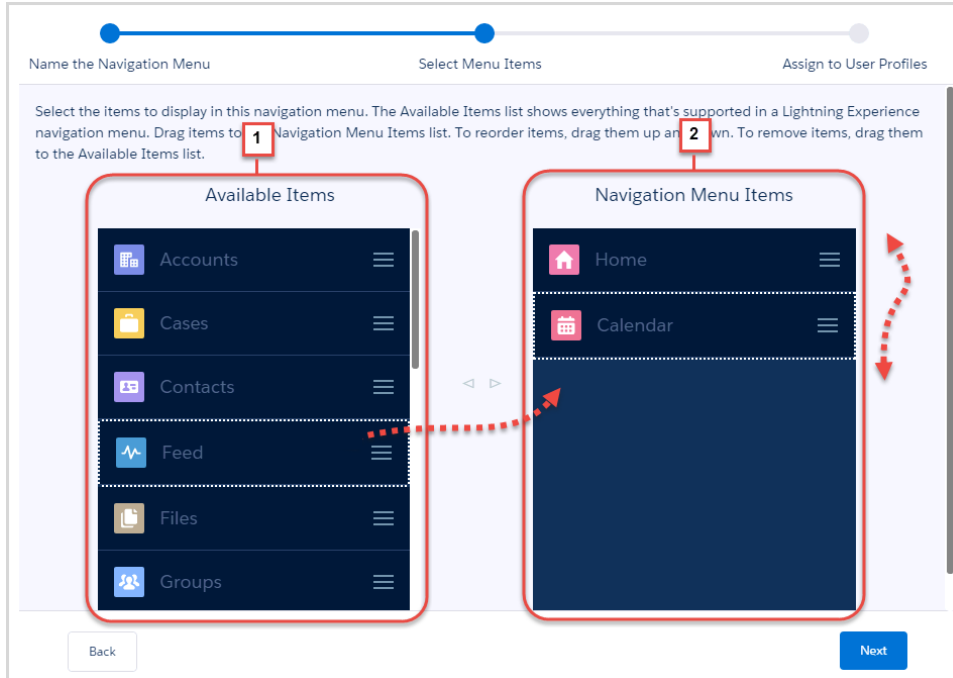 Name the Navigation Menu
Select Menu Items
Assign to User Profiles
Select the items to display in this navigation menu. The Available Items list shows everything that's supported in a Lightning Experience
navigation menu. Drag items to Navigation Menu Items list. To reorder items, drag them up an wn. To remove items, drag them
to the Available Items list.
1
2
Available Items
Navigation Menu Items
Accounts
Cases
Contacts
Feed
Files
Groups
Home
Calendar
Back
Next